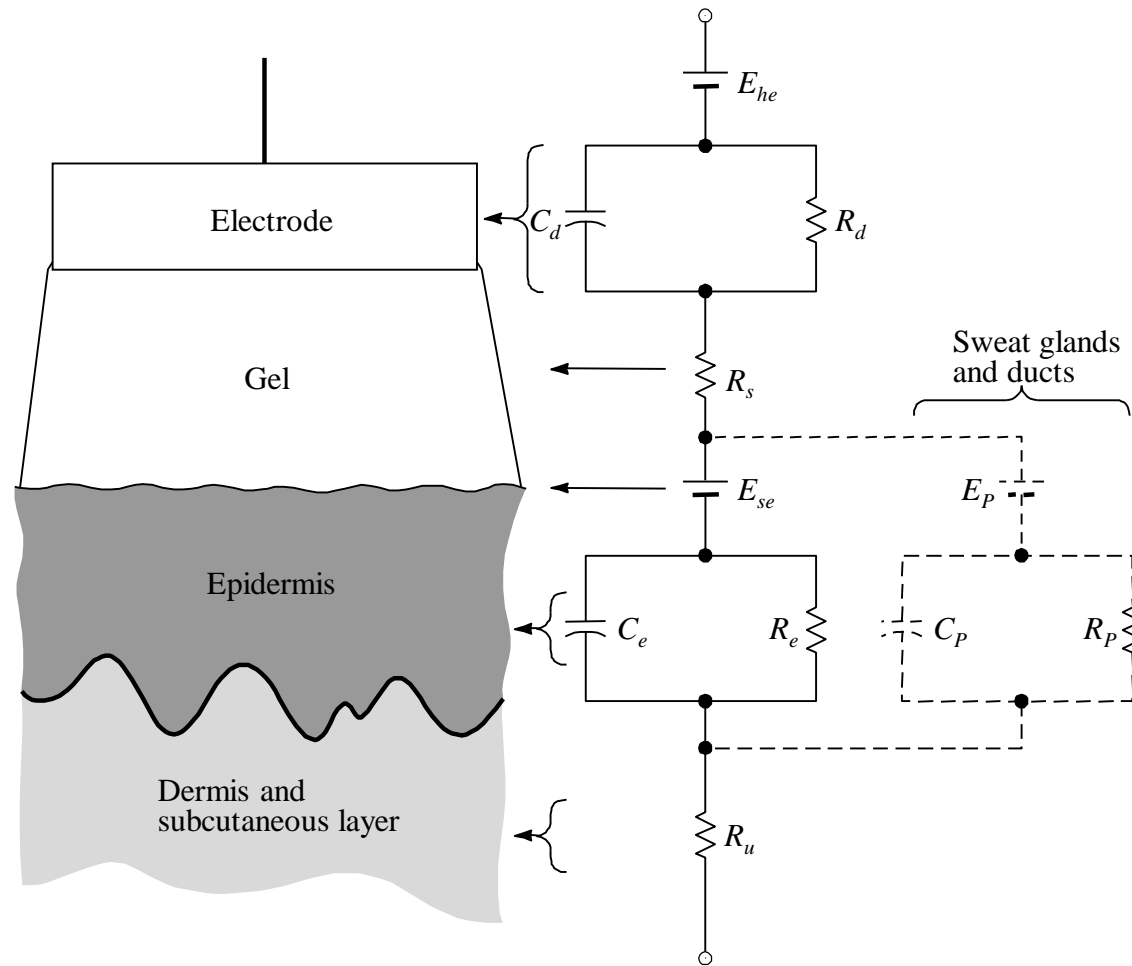 E_he
Electrode
C_d
R_d
Sweat glands
and ducts
Gel
R_s
E_se
E_P
Epidermis
C_e
R_e
C_P
R_P
Dermis and
subcutaneous layer
R_u